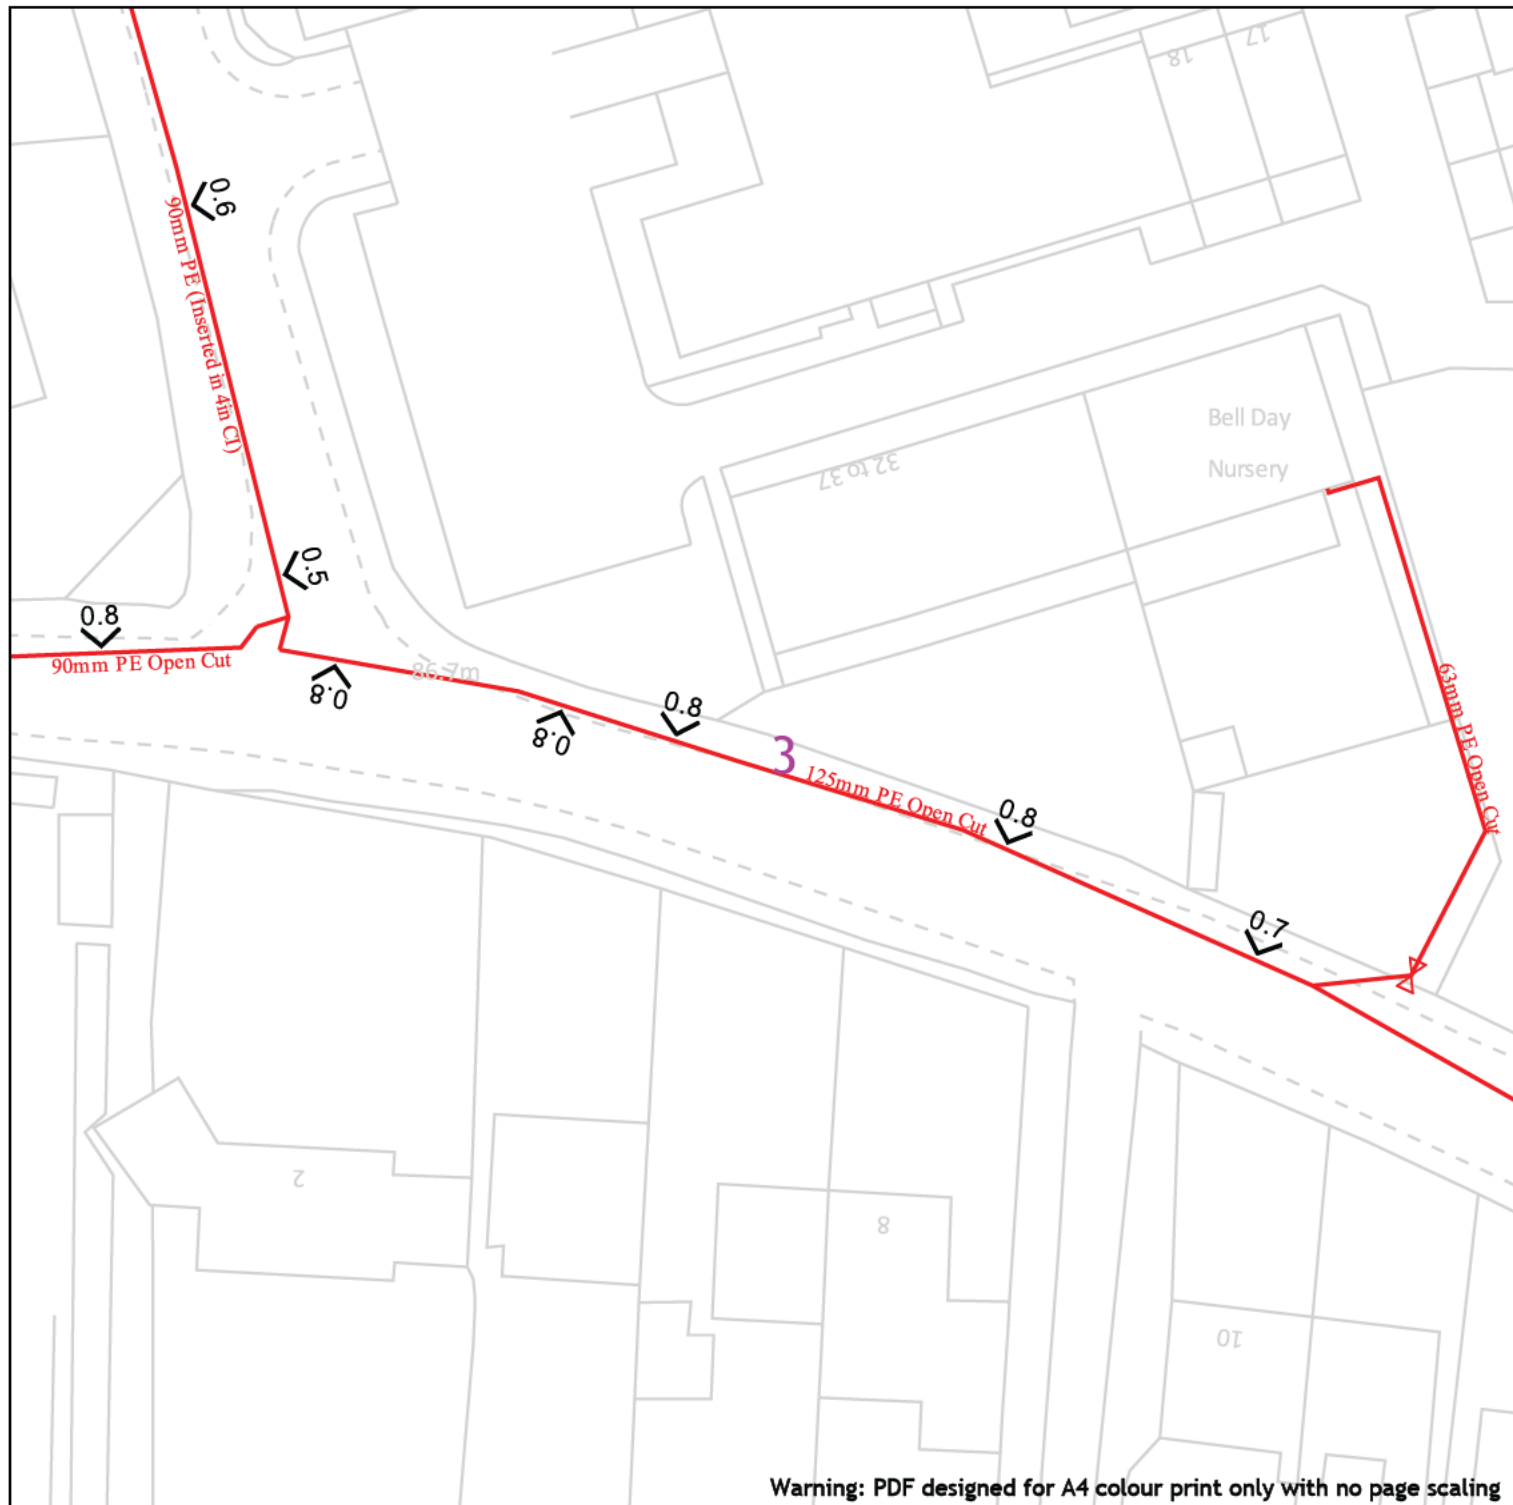 17
18
0.6
90mm PE (Inserted in 4in CI)
Bell Day
Nursery
32 to 37
0.5
0.8
90mm PE Open Cut
86.7m
0.8
0.8
0.8
3
125mm PE Open Cut
0.8
63mm PE Open Cut
0.7
2
8
10
Warning: PDF designed for A4 colour print only with no page scaling